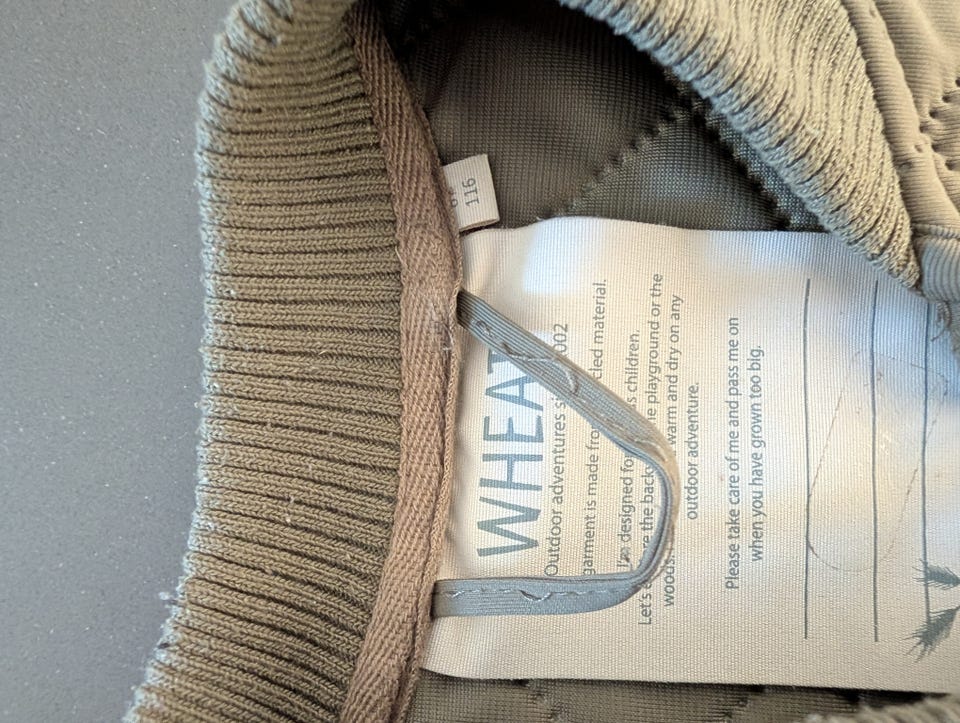 116
WHEAT
Outdoor adventures 002
garment is made cled material.
I'm designed children.
Let's the playground or the
woods. warm and dry on any
outdoor adventure.
Please take care of me and pass me on
when you have grown too big.